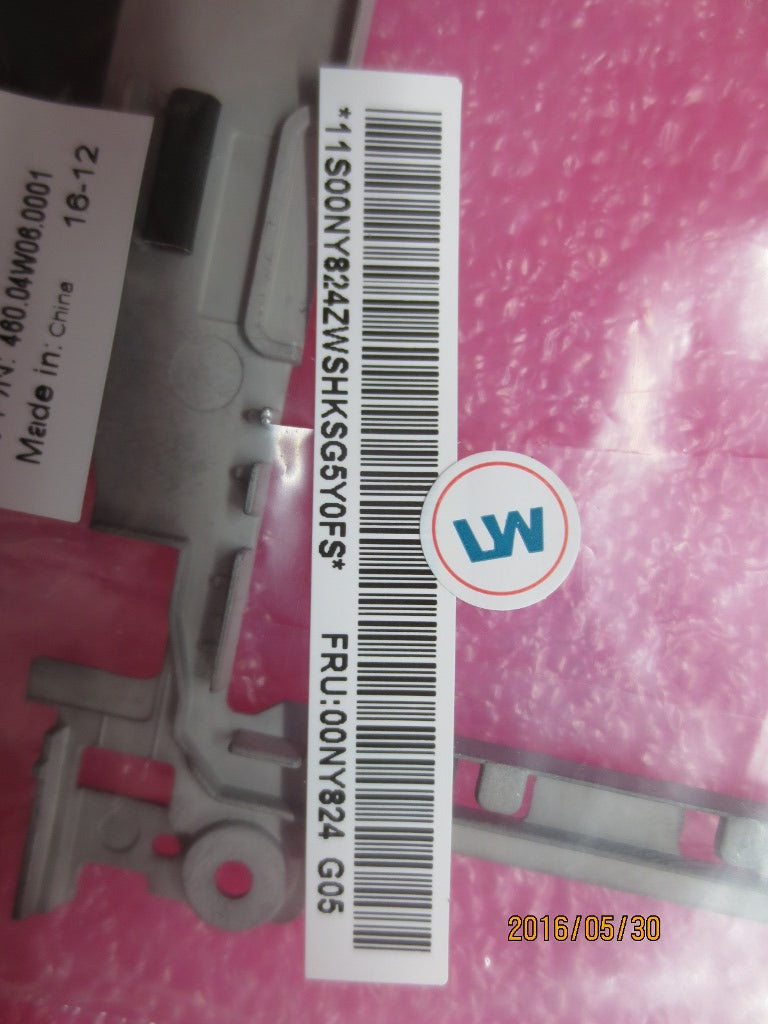 P/N: 460.04W08.0001
Made in: China 16-12
*11S00NY824ZWSHKSG5Y0FS* FRU:00NY824 G05
LW
2016/05/30